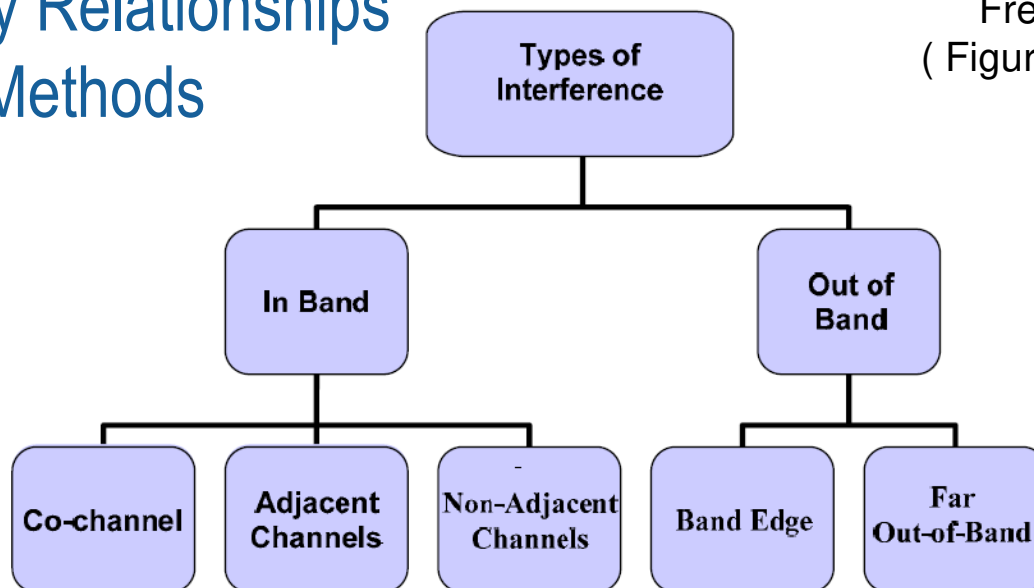 y Relationships
Methods
Fre
( Figur
Types of
Interference
In Band
Out of
Band
Co-channel
Adjacent
Channels
-
Non-Adjacent
Channels
Band Edge
Far
Out-of-Band